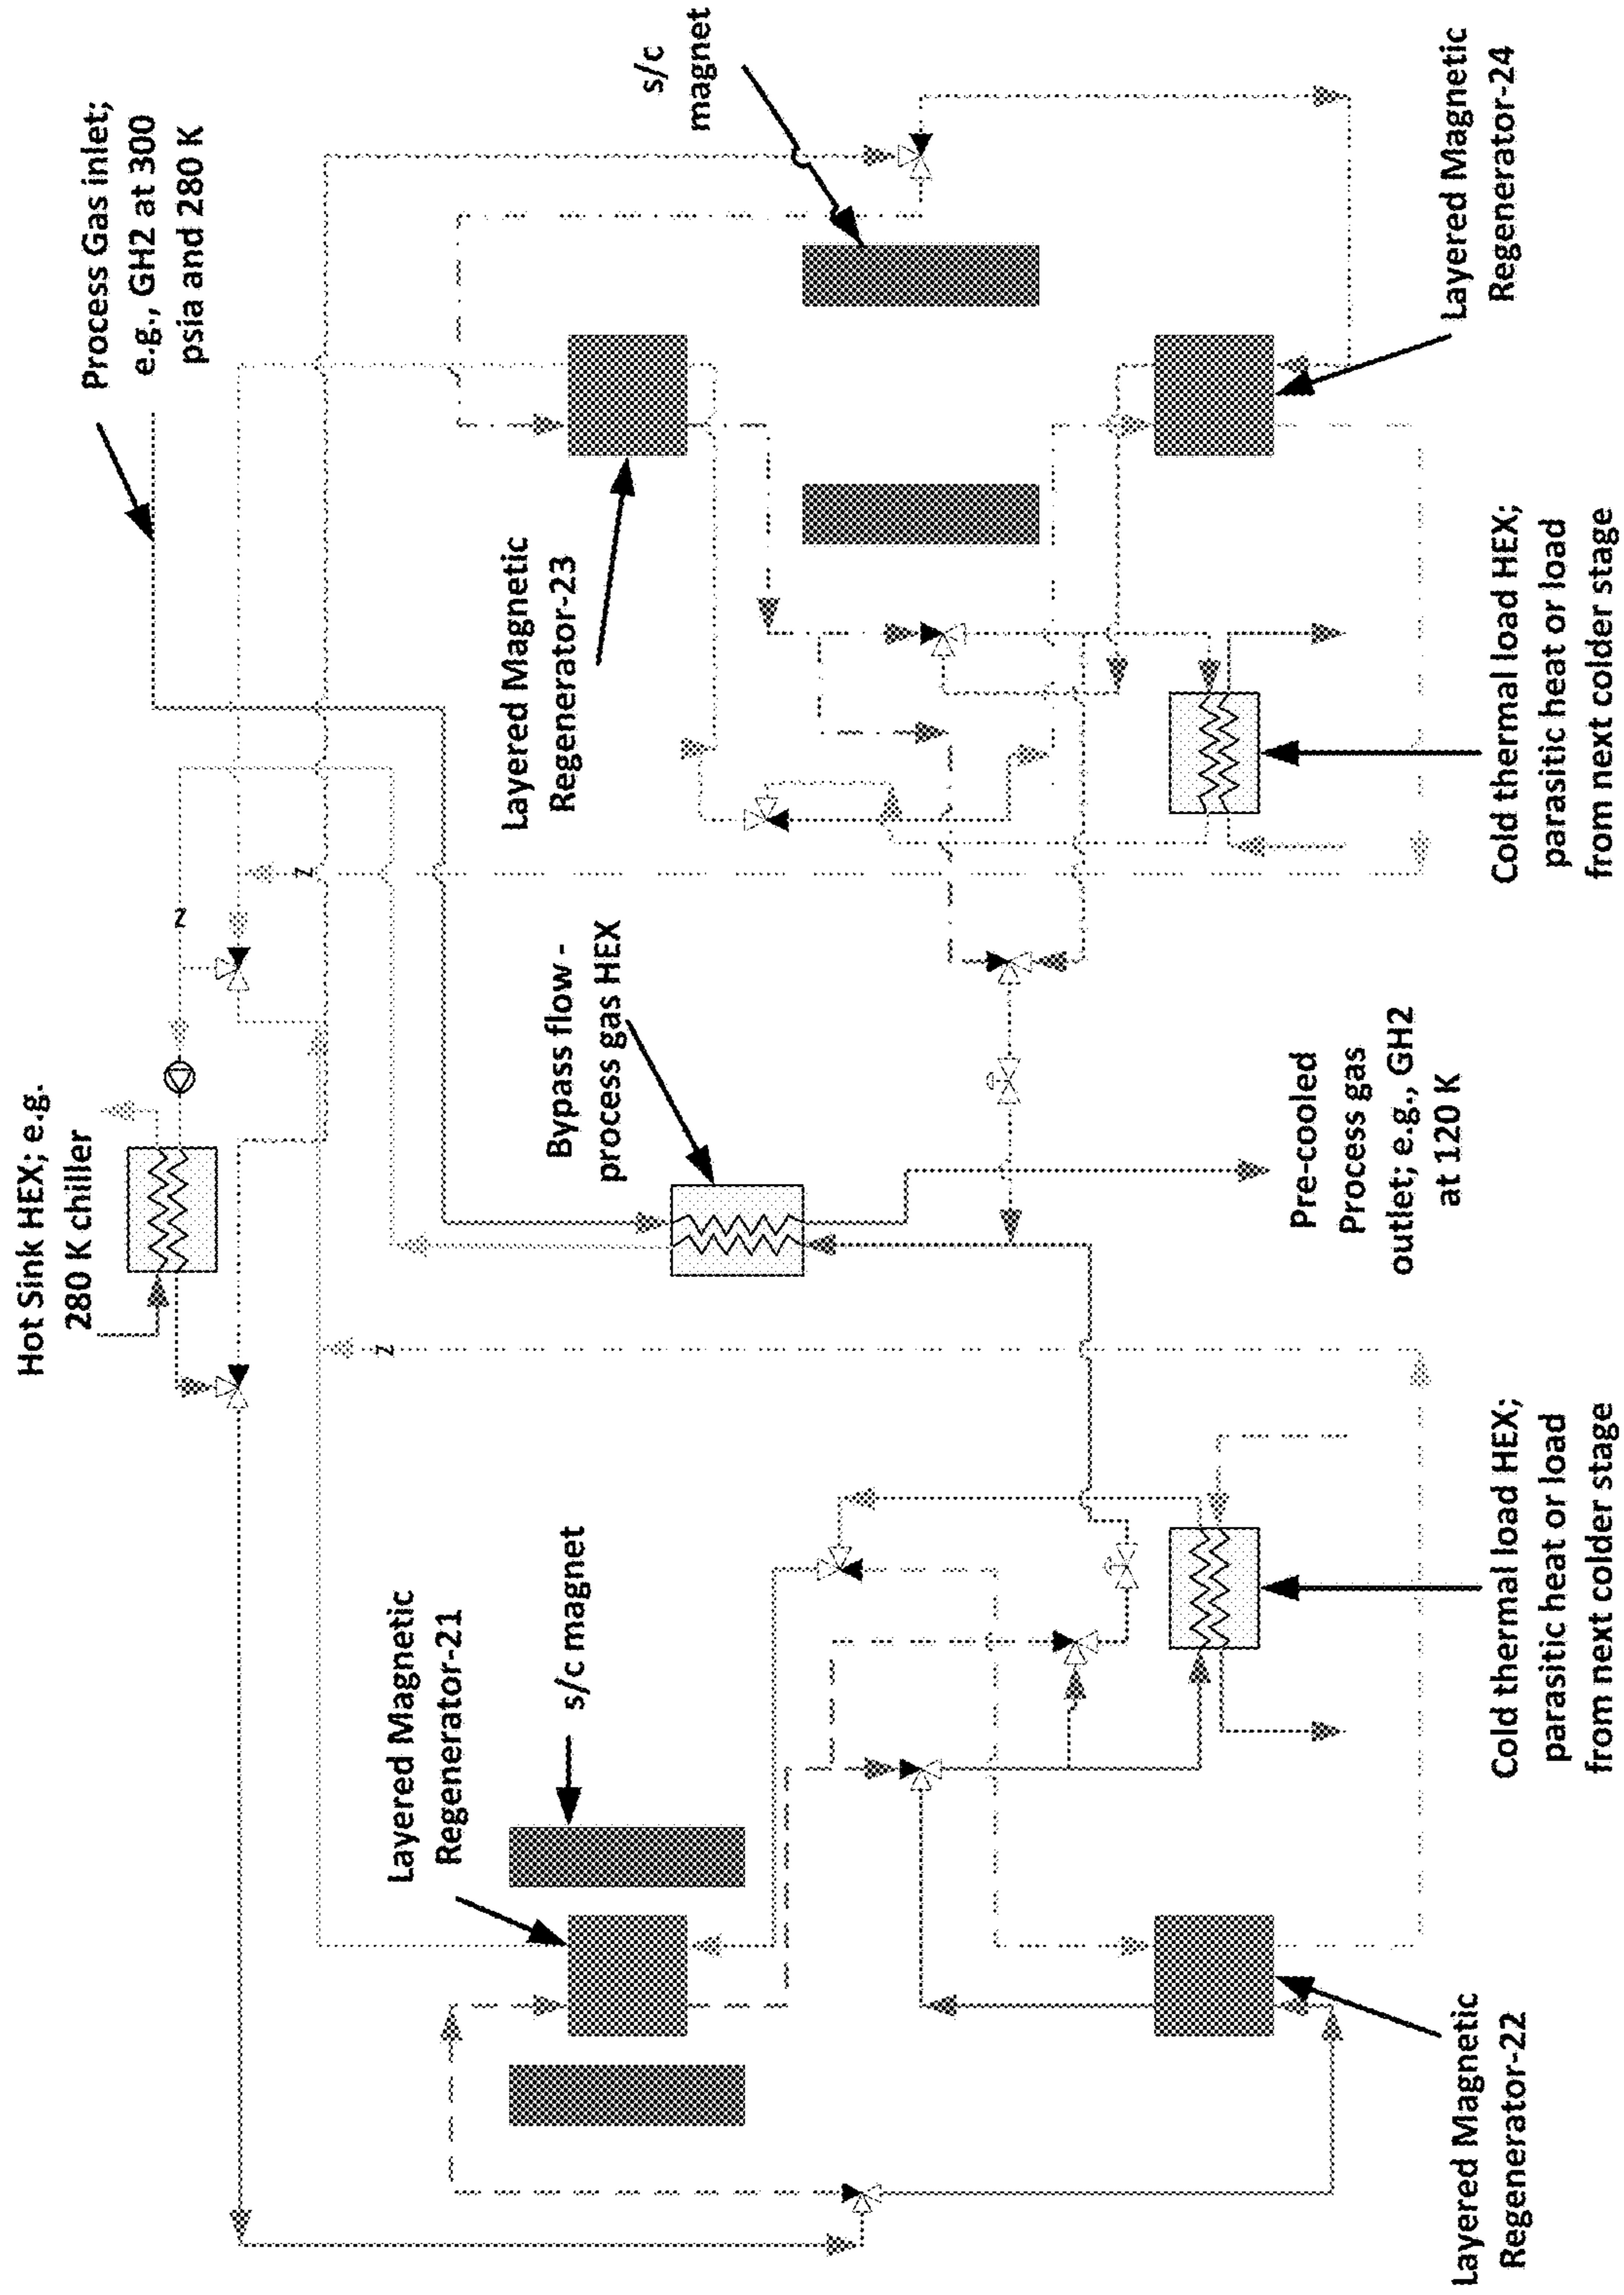 Hot Sink HEX; e.g.
280 K chiller
Process Gas inlet;
e.g., GH2 at 300
psia and 280 K
s/c
magnet
Layered Magnetic
Regenerator-21
s/c magnet
Bypass flow -
process gas HEX
Layered Magnetic
Regenerator-23
Layered Magnetic
Regenerator-22
Cold thermal load HEX;
parasitic heat or load
from next colder stage
Pre-cooled
Process gas
outlet; e.g., GH2
at 120 K
Cold thermal load HEX;
parasitic heat or load
from next colder stage
Layered Magnetic
Regenerator-24